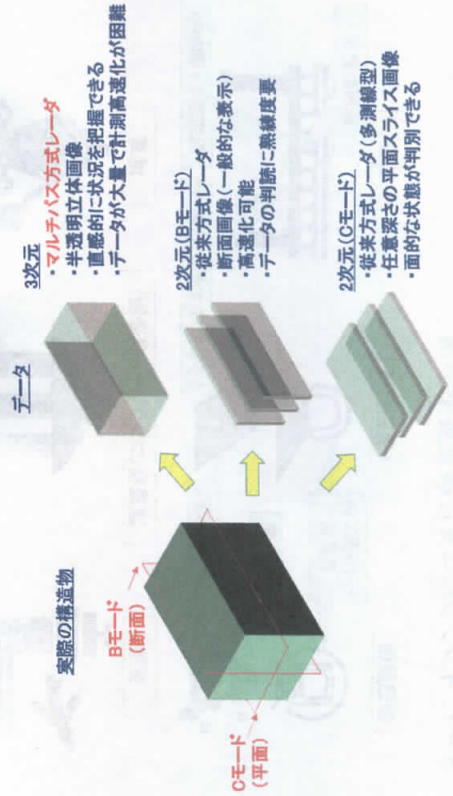 実際の構造物
Bモード
(断面)
Cモード
(平面)
データ
3次元
・マルチパス方式レーダ
・半透明立体画像
・直感的に状況を把握できる
・データが大量で計測高速化が困難
2次元(Bモード)
・従来方式レーダ
・断面画像(一般的な表示)
・高速化可能
・データの判読に熟練度要
2次元(Cモード)
・従来方式レーダ(多測線型)
・任意深さの平面スライス画像
・面的な状態が判別できる